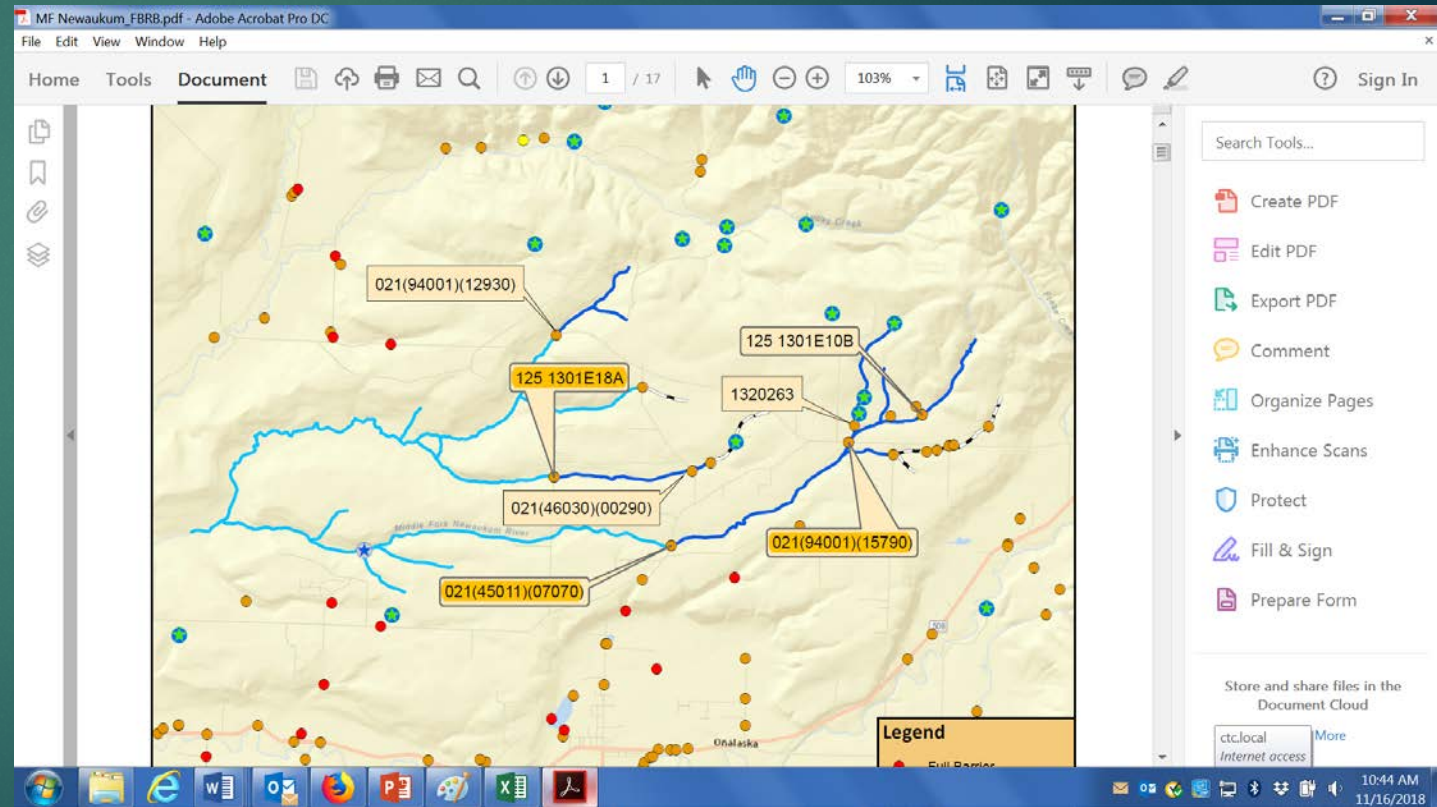 MF Newaukum_FBRB.pdf - Adobe Acrobat Pro DC
File Edit View Window Help
Home Tools Document 1 / 17 103% Sign In
Search Tools...
Create PDF
Edit PDF
Export PDF
Comment
Organize Pages
Enhance Scans
Protect
Fill & Sign
Prepare Form
Store and share files in the
Document Cloud
More
ctc.local
Internet access
021(94001)(12930)
125 1301E10B
125 1301E18A
1320263
021(46030)(00290)
Middle Fork Newaukum River
021(94001)(15790)
021(45011)(07070)
508
Onalaska
Legend
Full Barrier
10:44 AM
11/16/2018